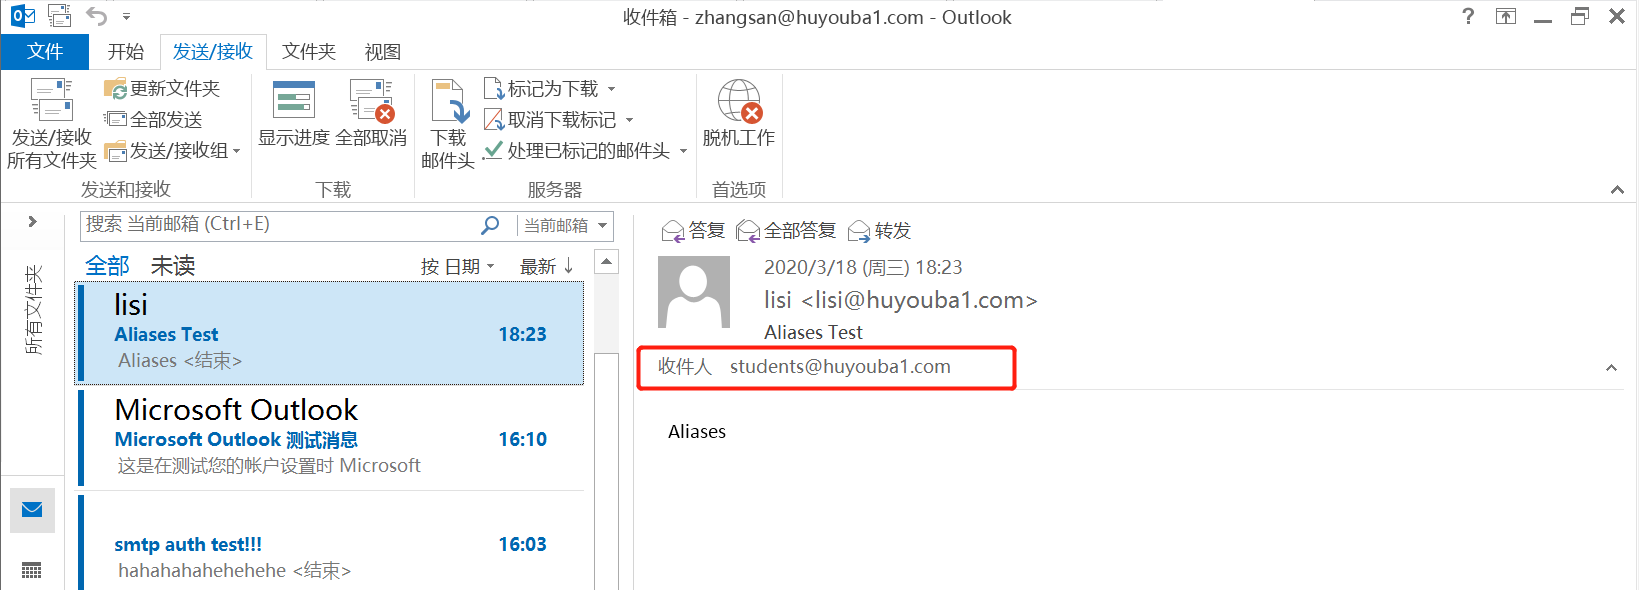 收件箱 - zhangsan@huyouba1.com - Outlook
文件 开始 发送/接收 文件夹 视图
发送/接收
所有文件夹
更新文件夹
全部发送
发送/接收组
发送和接收
显示进度 全部取消
下载
下载
邮件头
标记为下载
取消下载标记
处理已标记的邮件头
服务器
脱机工作
首选项
所有文件夹
搜索 当前邮箱 (Ctrl+E) 当前邮箱
全部 未读 按 日期 最新
lisi
Aliases Test 18:23
Aliases <结束>
Microsoft Outlook
Microsoft Outlook 测试消息 16:10
这是在测试您的帐户设置时 Microsoft
smtp auth test!!! 16:03
hahahahahehehehe <结束>
答复 全部答复 转发
2020/3/18 (周三) 18:23
lisi <lisi@huyouba1.com>
Aliases Test
收件人 students@huyouba1.com
Aliases